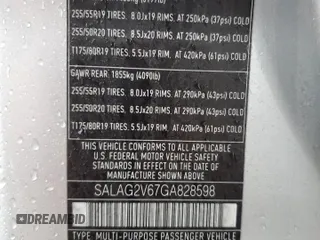 255/55R19 TIRES. 8.0Jx19 RIMS. AT 250kPa (37psi) COLD
255/50R20 TIRES. 8.5Jx20 RIMS. AT 250kPa (37psi) COLD
T175/80R19 TIRES. 5.5Jx19 RIM. AT 420kPa (61psi) COLD
GAWR REAR: 1855kg (4090lb)
255/55R19 TIRES. 8.0Jx19 RIMS. AT 290kPa (43psi) COLD
255/50R20 TIRES. 8.5Jx20 RIMS. AT 290kPa (43psi) COLD
T175/80R19 TIRES. 5.5Jx19 RIM. AT 420kPa (61psi) COLD
THIS VEHICLE CONFORMS TO ALL APPLICABLE
FEDERAL MOTOR VEHICLE SAFETY AND
THEFT PREVENTION STANDARDS
IN EFFECT ON THE DATE OF
MANUFACTURE SHOWN ABOVE
SALAG2V67GA828598
TYPE: MULTI-PURPOSE PASSENGER VEHICLE
DREAMBID